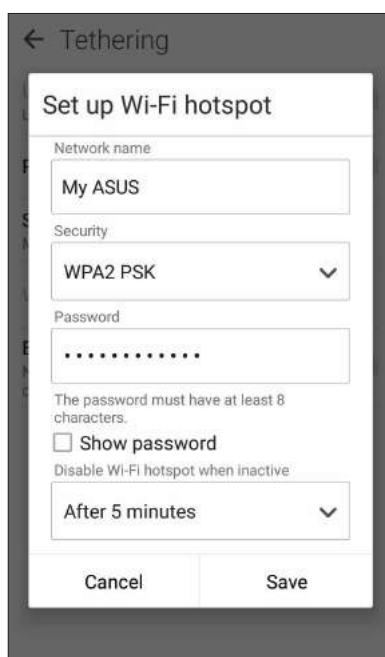 Tethering
Set up Wi-Fi hotspot
Network name
My ASUS
Security
WPA2 PSK
Password
••••••••••••
The password must have at least 8
characters.
Show password
Disable Wi-Fi hotspot when inactive
After 5 minutes
Cancel
Save